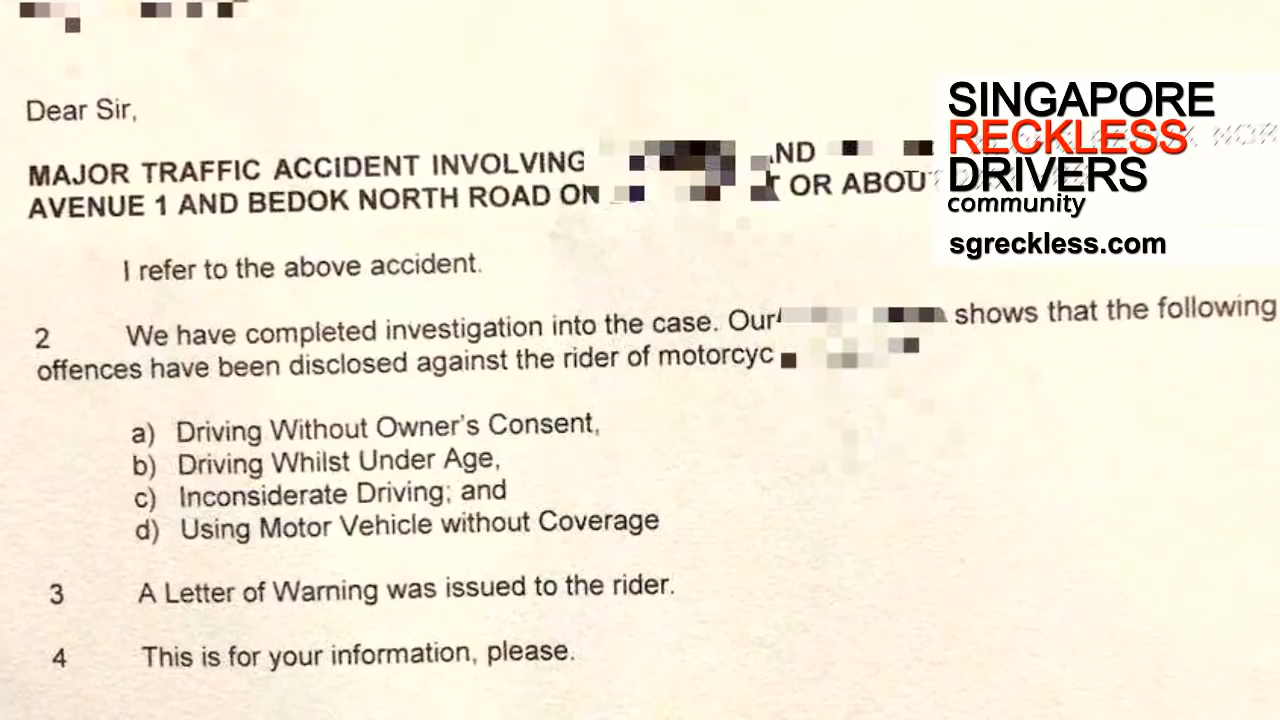 Dear Sir,
MAJOR TRAFFIC ACCIDENT INVOLVING AND
AVENUE 1 AND BEDOK NORTH ROAD ON OR ABOUT
I refer to the above accident.
2 We have completed investigation into the case. Our shows that the following
offences have been disclosed against the rider of
a) Driving Without Owner's Consent,
b) Driving Whilst Under Age,
c) Inconsiderate Driving; and
d) Using Motor Vehicle without Coverage
3 A Letter of Warning was issued to the rider.
4 This is for your information, please.
SINGAPORE
RECKLESS
DRIVERS
community
sgreckless.com